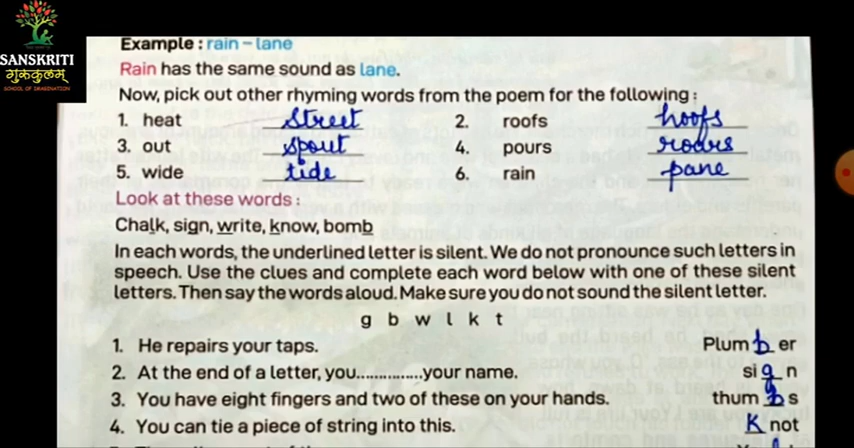 SANSKRITI
गुरुकुलम्
SCHOOL OF IMAGINATION
Example : rain – lane
Rain has the same sound as lane.
Now, pick out other rhyming words from the poem for the following :
1. heat street 2. roofs hoofs
3. out spout 4. pours roars
5. wide tide 6. rain pane
Look at these words :
Chalk, sign, write, know, bomb
In each words, the underlined letter is silent. We do not pronounce such letters in
speech. Use the clues and complete each word below with one of these silent
letters. Then say the words aloud. Make sure you do not sound the silent letter.
g b w l k t
1. He repairs your taps. Plum b er
2. At the end of a letter, you...............your name. si g n
3. You have eight fingers and two of these on your hands. thum b s
4. You can tie a piece of string into this. K not